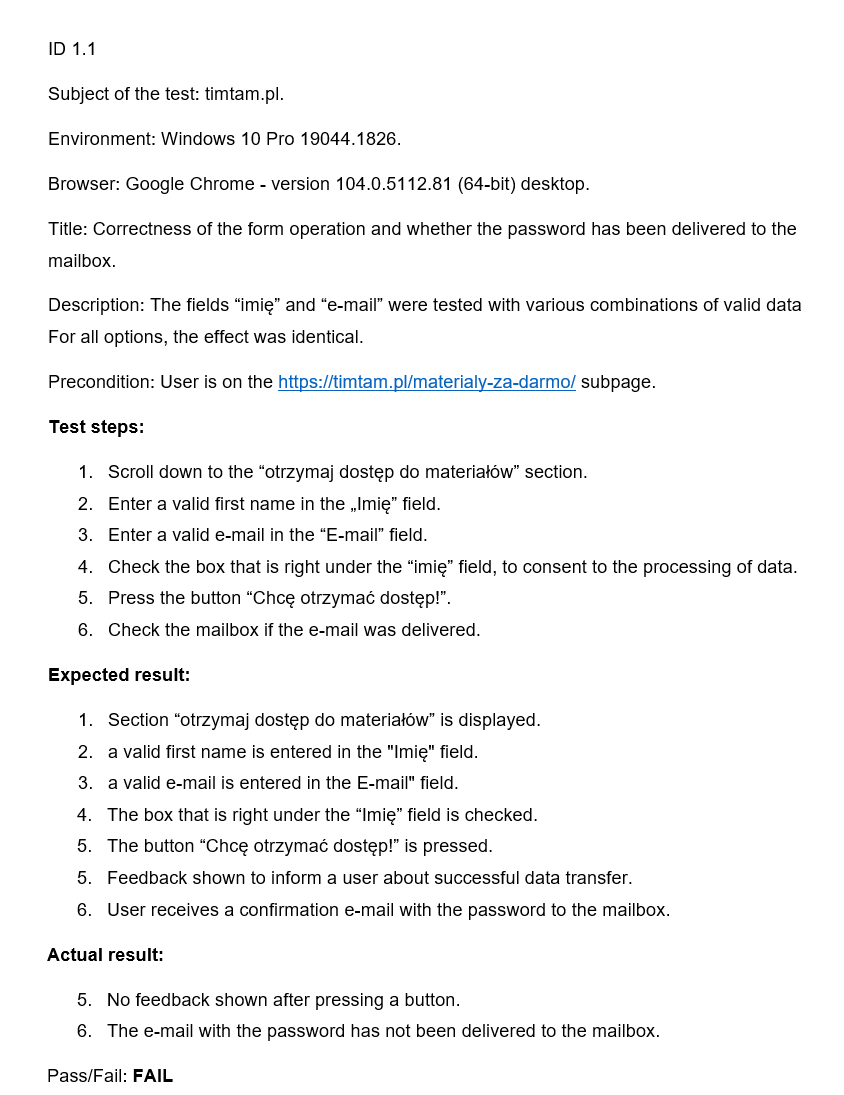 ID 1.1
Subject of the test: timtam.pl.
Environment: Windows 10 Pro 19044.1826.
Browser: Google Chrome - version 104.0.5112.81 (64-bit) desktop.
Title: Correctness of the form operation and whether the password has been delivered to the
mailbox.
Description: The fields “imię” and “e-mail” were tested with various combinations of valid data
For all options, the effect was identical.
Precondition: User is on the https://timtam.pl/materialy-za-darmo/ subpage.
Test steps:
1. Scroll down to the “otrzymaj dostęp do materiałów” section.
2. Enter a valid first name in the „Imię” field.
3. Enter a valid e-mail in the “E-mail” field.
4. Check the box that is right under the “imię” field, to consent to the processing of data.
5. Press the button “Chcę otrzymać dostęp!”.
6. Check the mailbox if the e-mail was delivered.
Expected result:
1. Section “otrzymaj dostęp do materiałów” is displayed.
2. a valid first name is entered in the "Imię" field.
3. a valid e-mail is entered in the E-mail" field.
4. The box that is right under the “Imię” field is checked.
5. The button “Chcę otrzymać dostęp!” is pressed.
5. Feedback shown to inform a user about successful data transfer.
6. User receives a confirmation e-mail with the password to the mailbox.
Actual result:
5. No feedback shown after pressing a button.
6. The e-mail with the password has not been delivered to the mailbox.
Pass/Fail: FAIL